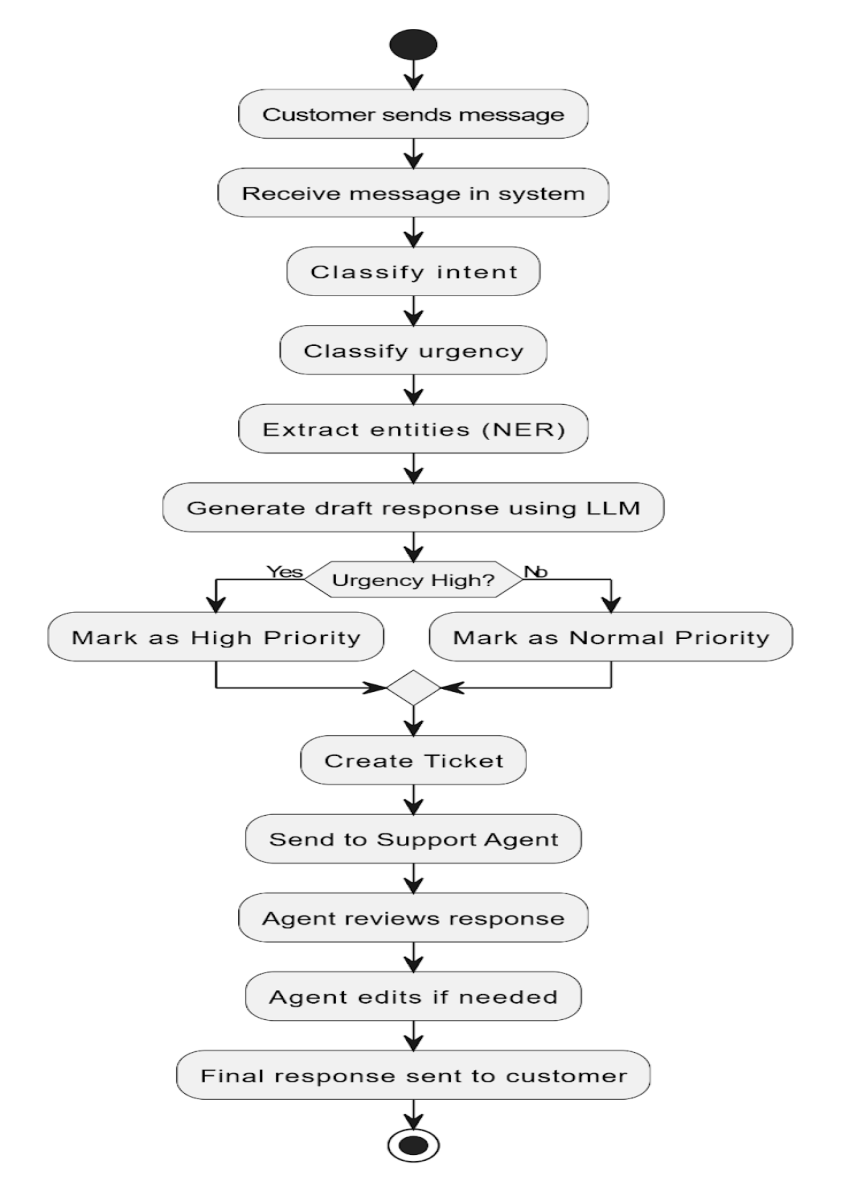 Customer sends message
Receive message in system
Classify intent
Classify urgency
Extract entities (NER)
Generate draft response using LLM
Yes
Urgency High?
No
Mark as High Priority
Mark as Normal Priority
Create Ticket
Send to Support Agent
Agent reviews response
Agent edits if needed
Final response sent to customer